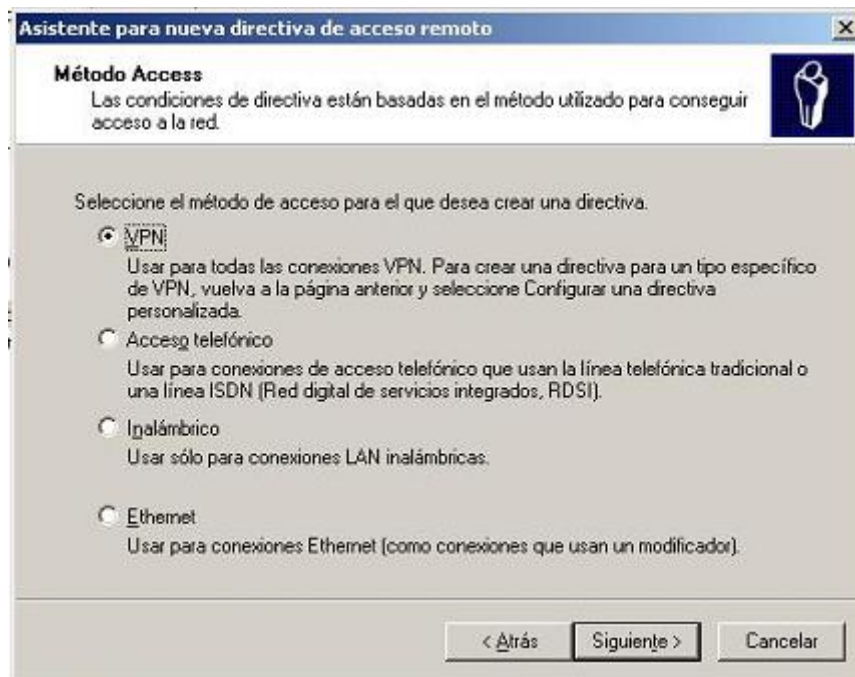 Asistente para nueva directiva de acceso remoto
Método Access
Las condiciones de directiva están basadas en el método utilizado para conseguir
acceso a la red.
Seleccione el método de acceso para el que desea crear una directiva.
VPN
Usar para todas las conexiones VPN. Para crear una directiva para un tipo específico
de VPN, vuelva a la página anterior y seleccione Configurar una directiva
personalizada.
Acceso telefónico
Usar para conexiones de acceso telefónico que usan la línea telefónica tradicional o
una línea ISDN (Red digital de servicios integrados, RDSI).
Inalámbrico
Usar sólo para conexiones LAN inalámbricas.
Ethernet
Usar para conexiones Ethernet (como conexiones que usan un modificador).
< Atrás
Siguiente >
Cancelar